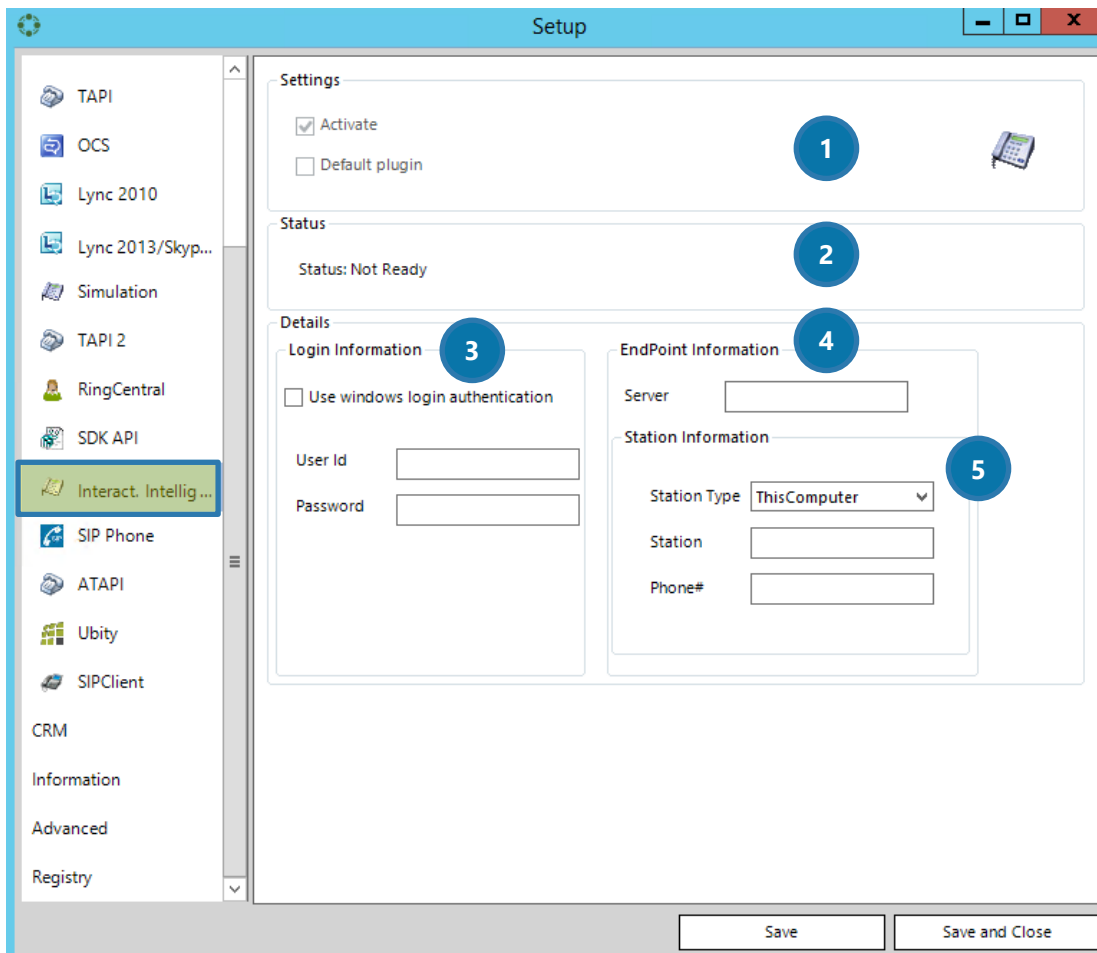 Setup
TAPI
OCS
Lync 2010
Lync 2013/Skyp...
Simulation
TAPI 2
RingCentral
SDK API
Interact. Intellig ...
SIP Phone
ATAPI
Ubity
SIPClient
CRM
Information
Advanced
Registry
Settings
Activate
Default plugin
1
Status
Status: Not Ready
2
Details
Login Information
3
Use windows login authentication
User Id
Password
EndPoint Information
4
Server
Station Information
5
Station Type ThisComputer
Station
Phone#
Save
Save and Close